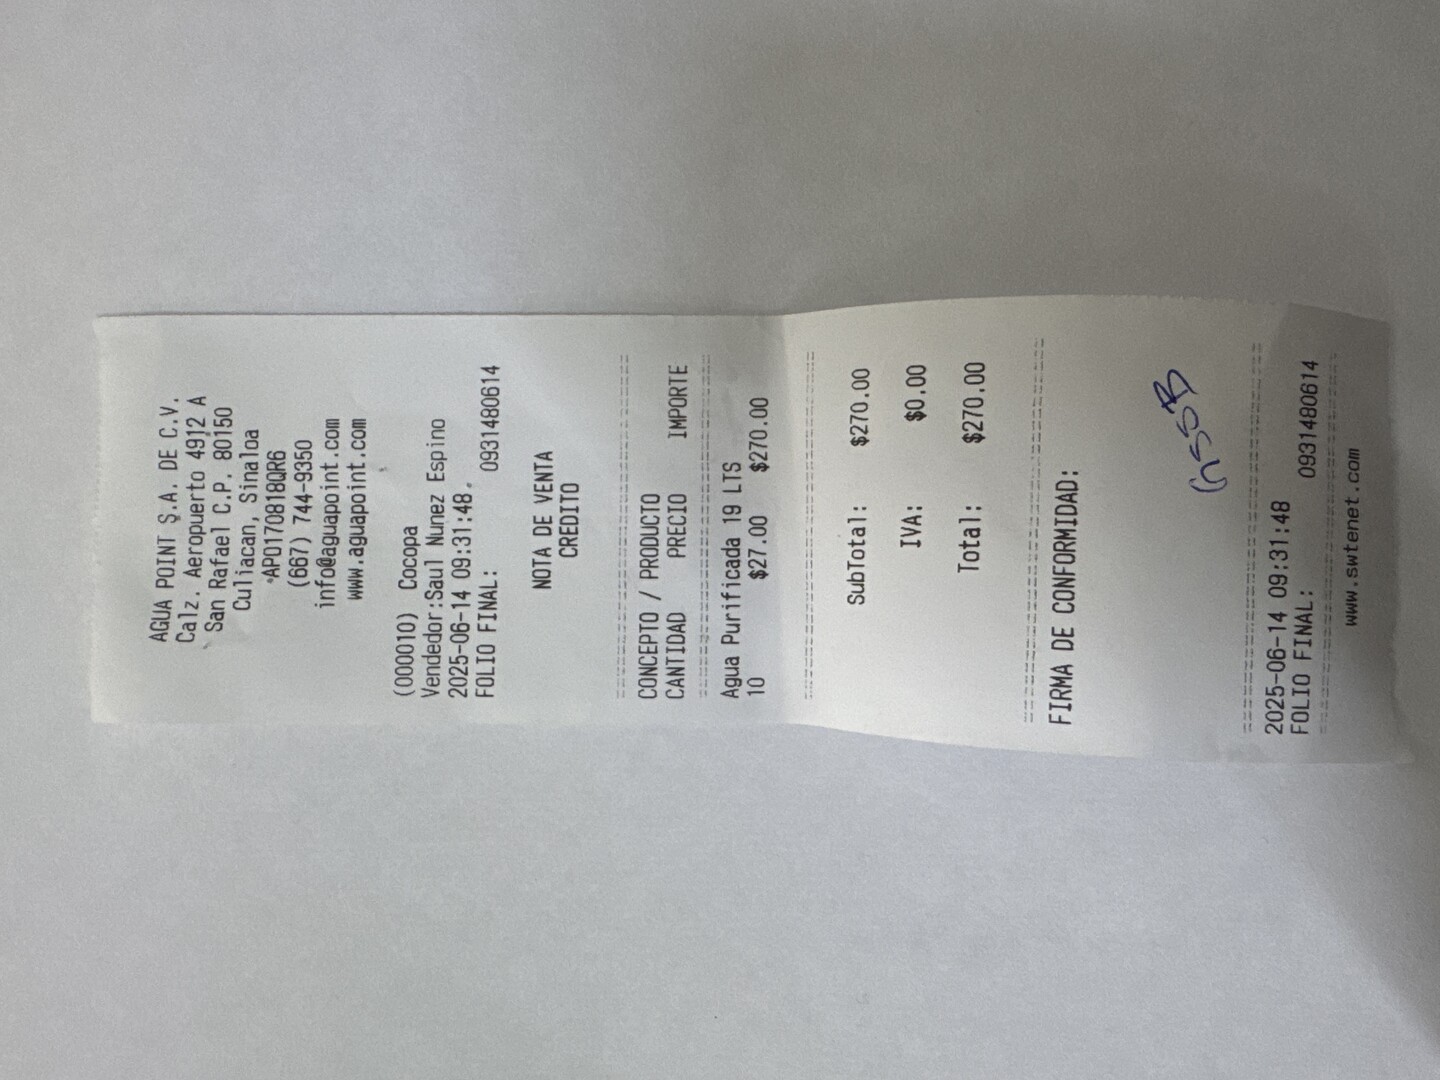 AGUA POINT S.A. DE C.V.
Calz. Aeropuerto 4912 A
San Rafael C.P. 80150
Culiacan, Sinaloa
APO170818QR6
(667) 744-9350
info@aguapoint.com
www.aguapoint.com
(000010) Cocopa
Vendedor:Saul Nunez Espino
2025-06-14 09:31:48
FOLIO FINAL: 0931480614
NOTA DE VENTA
CREDITO
CONCEPTO / PRODUCTO
CANTIDAD PRECIO IMPORTE
Agua Purificada 19 LTS
10 $27.00 $270.00
SubTotal: $270.00
IVA: $0.00
Total: $270.00
FIRMA DE CONFORMIDAD:
2025-06-14 09:31:48
FOLIO FINAL: 0931480614
www.swtenet.com